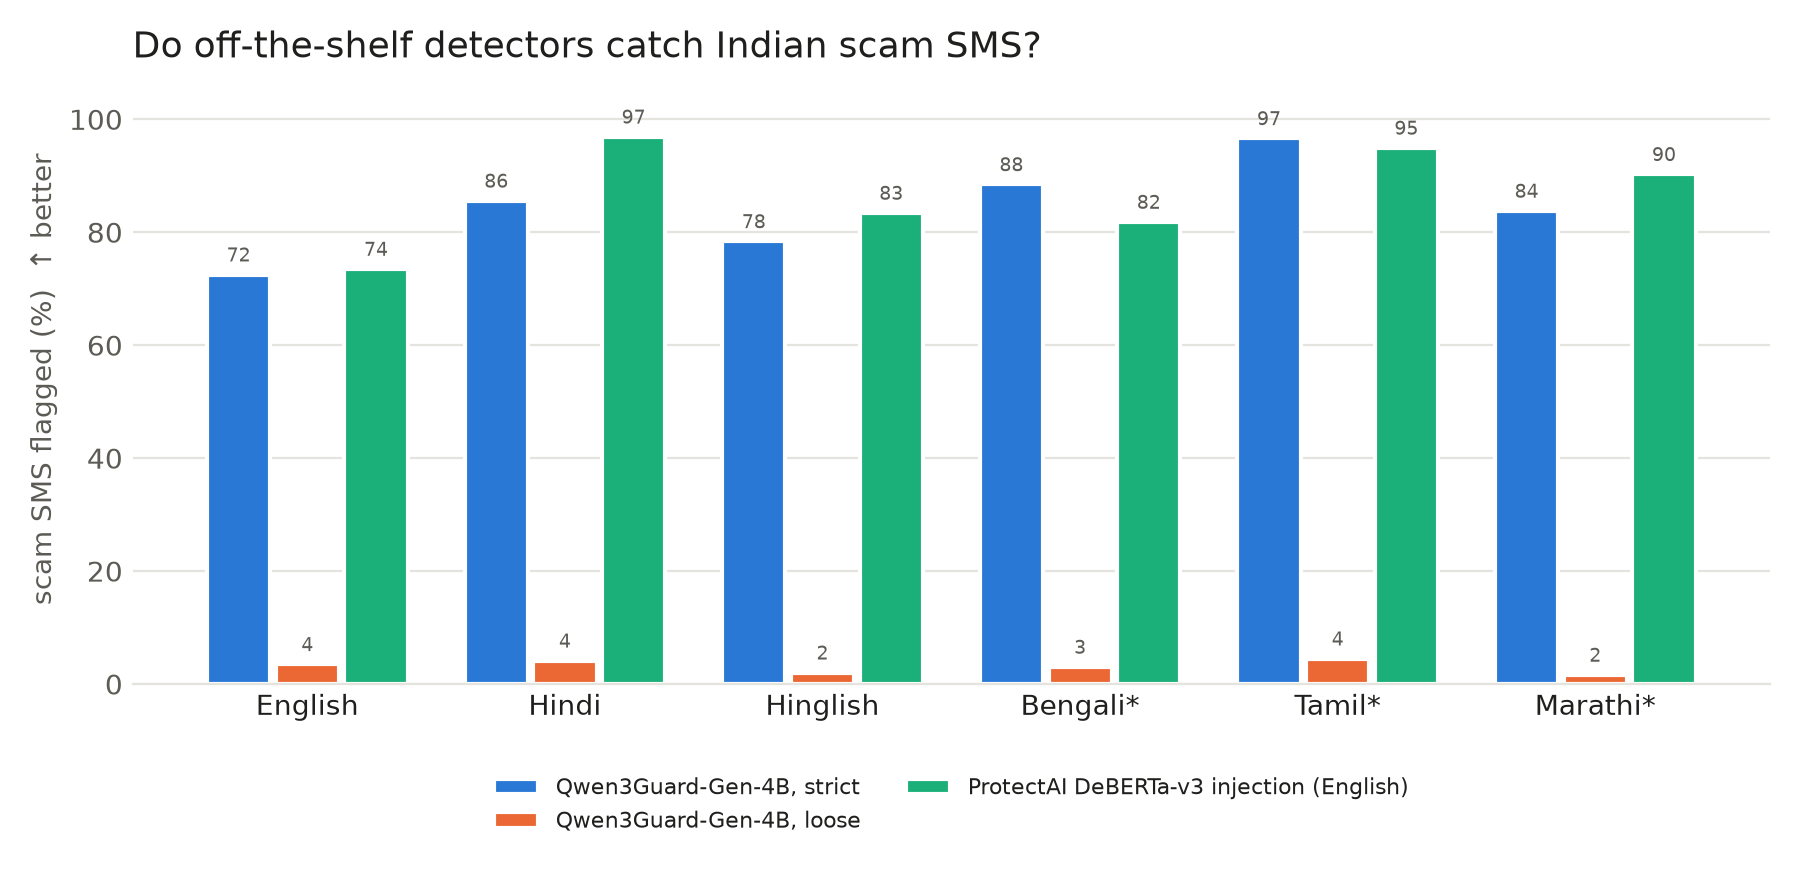 Do off-the-shelf detectors catch Indian scam SMS?
scam SMS flagged (%) ↑ better
100
80
60
40
20
0
72
4
74
86
4
97
78
2
83
88
3
82
97
4
95
84
2
90
English
Hindi
Hinglish
Bengali*
Tamil*
Marathi*
Qwen3Guard-Gen-4B, strict
Qwen3Guard-Gen-4B, loose
ProtectAI DeBERTa-v3 injection (English)